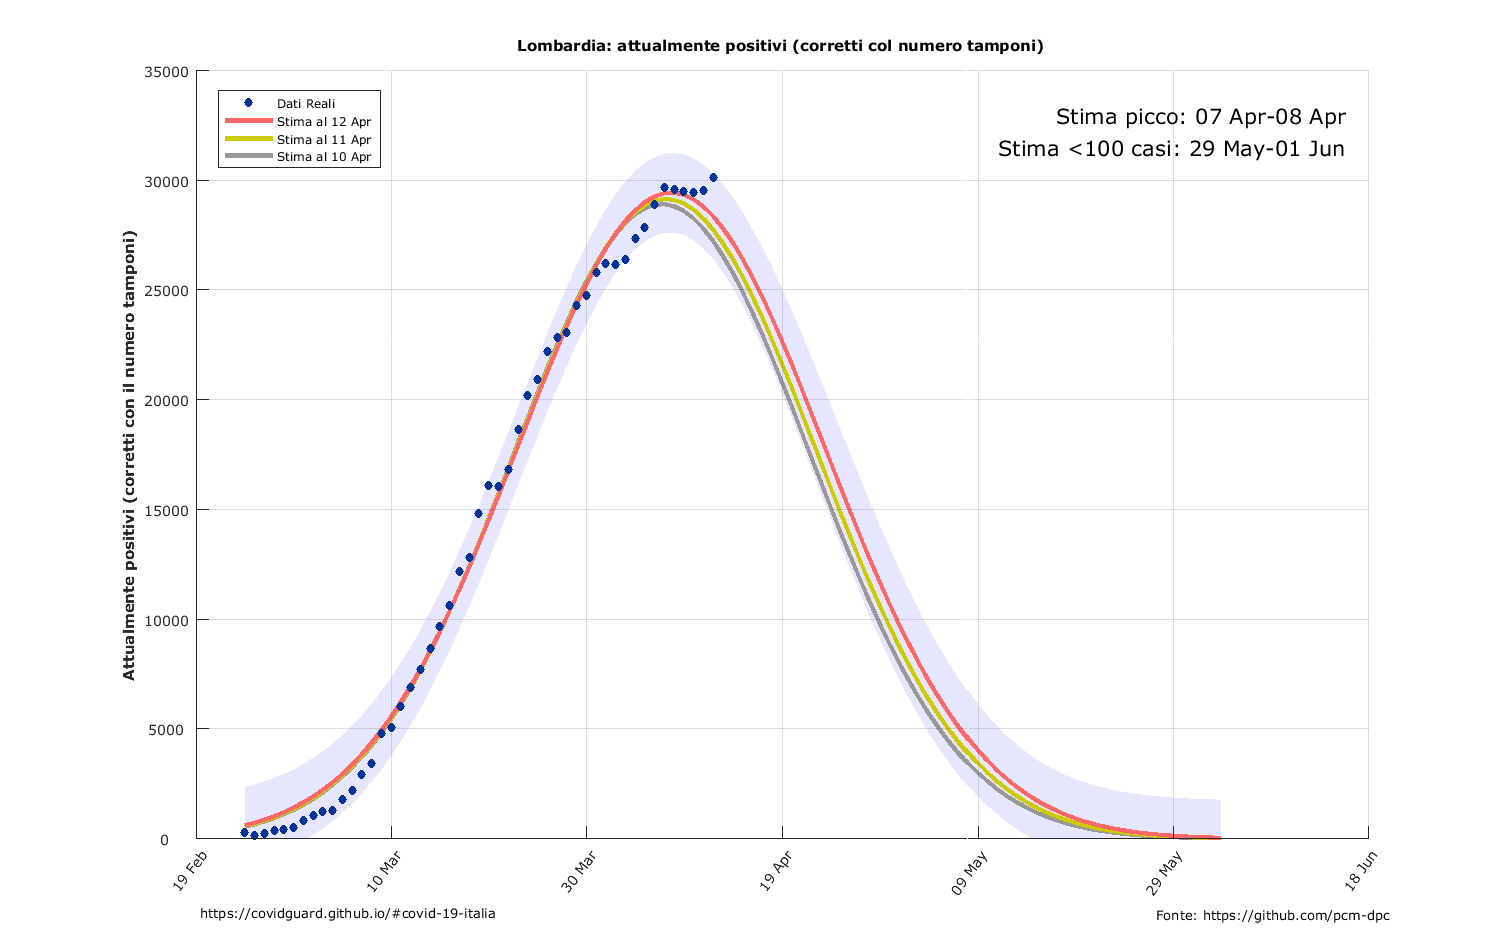 Lombardia: attualmente positivi (corretti col numero tamponi)
35000
30000
25000
20000
15000
10000
5000
0
Attualmente positivi (corretti con il numero tamponi)
Dati Reali
Stima al 12 Apr
Stima al 11 Apr
Stima al 10 Apr
Stima picco: 07 Apr-08 Apr
Stima <100 casi: 29 May-01 Jun
19 Feb
10 Mar
30 Mar
19 Apr
09 May
29 May
18 Jun
https://covidguard.github.io/#covid-19-italia
Fonte: https://github.com/pcm-dpc